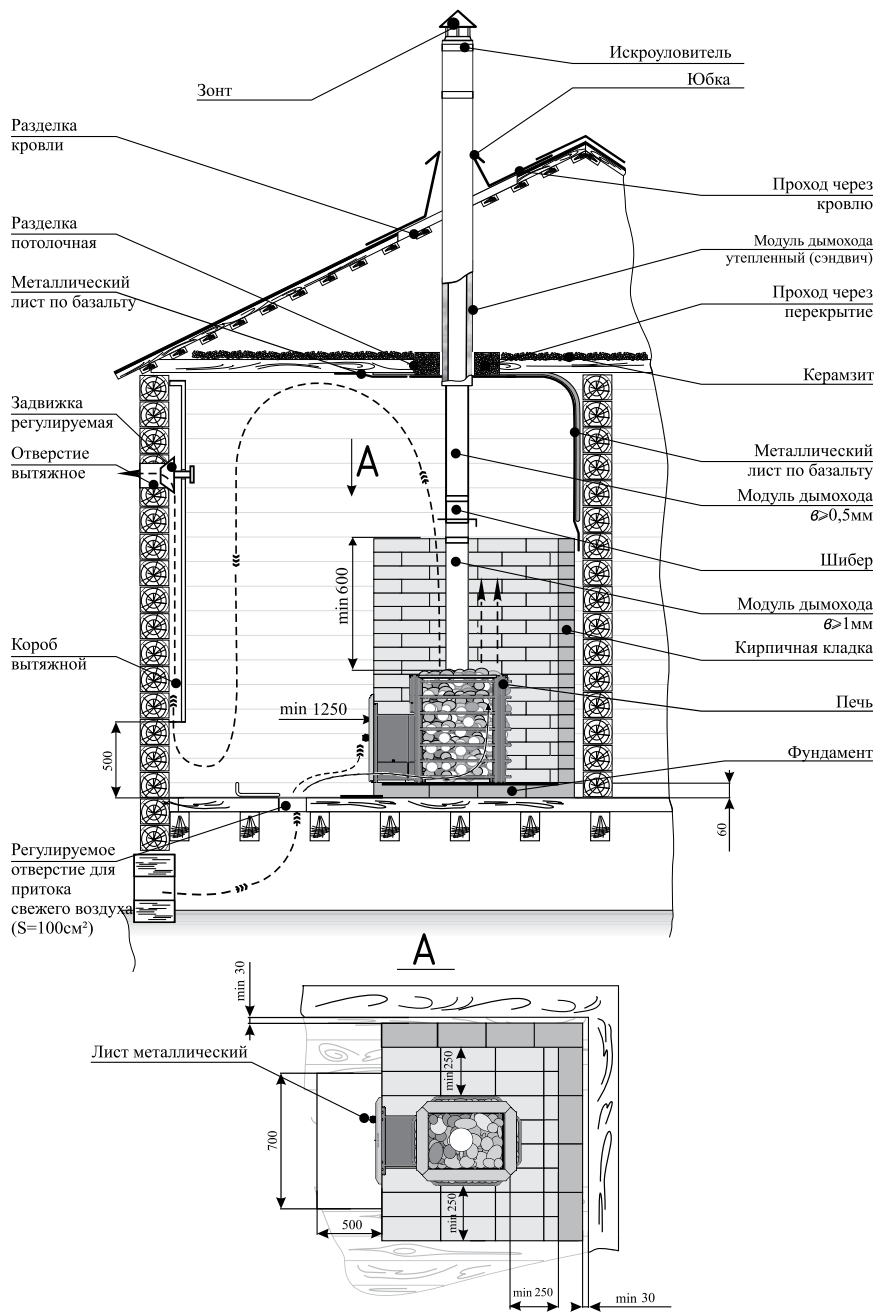 Искроуловитель
Юбка
Зонт
Разделка
кровли
Проход через
кровлю
Разделка
потолочная
Модуль дымохода
утепленный (сэндвич)
Металлический
лист по базальту
Проход через
перекрытие
Керамзит
Задвижка
регулируемая
Отверстие
вытяжное
А
Металлический
лист по базальту
Модуль дымохода
в⩾0,5мм
Шибер
min 600
Модуль дымохода
в⩾1мм
Кирпичная кладка
Короб
вытяжной
Печь
min 1250
500
Фундамент
60
Регулируемое
отверстие для
притока
свежего воздуха
(S=100см²)
А
min 30
Лист металлический
min 250
700
min 250
500
min 250
min 30